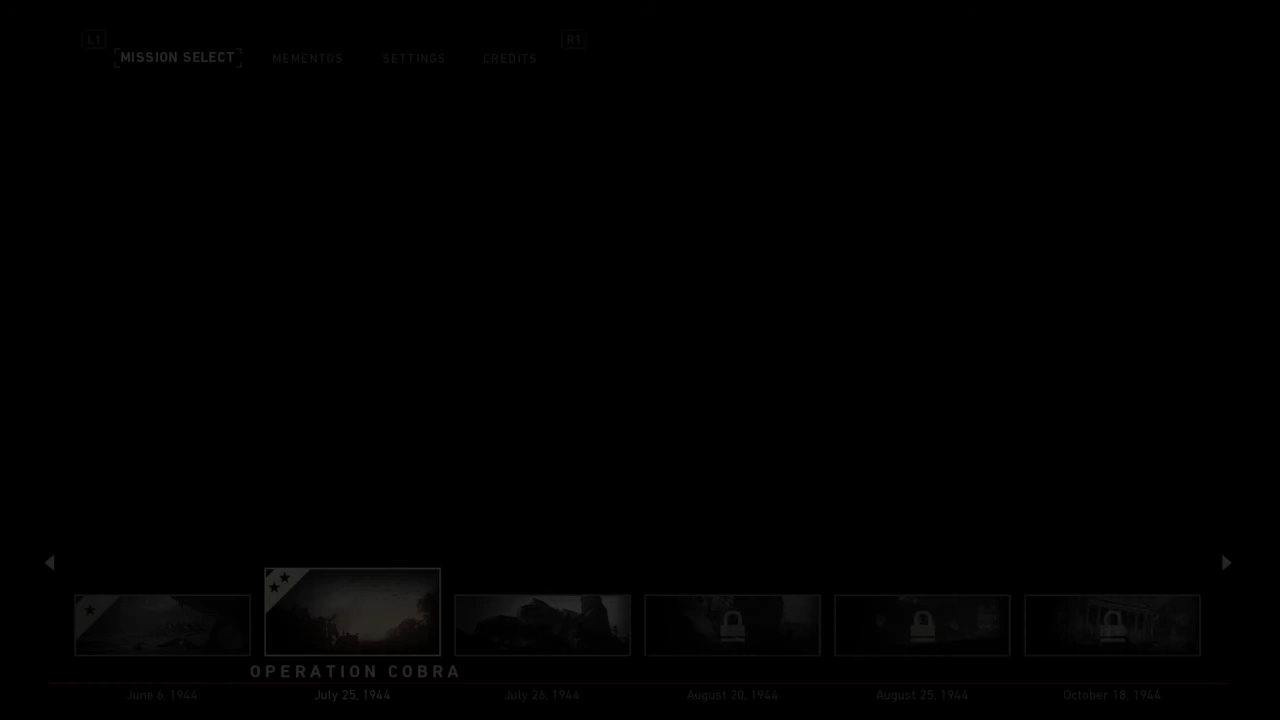 L1 R1
MISSION SELECT MEMENTOS SETTINGS CREDITS
OPERATION COBRA
June 6, 1944 July 25, 1944 July 26, 1944 August 20, 1944 August 25, 1944 October 18, 1944